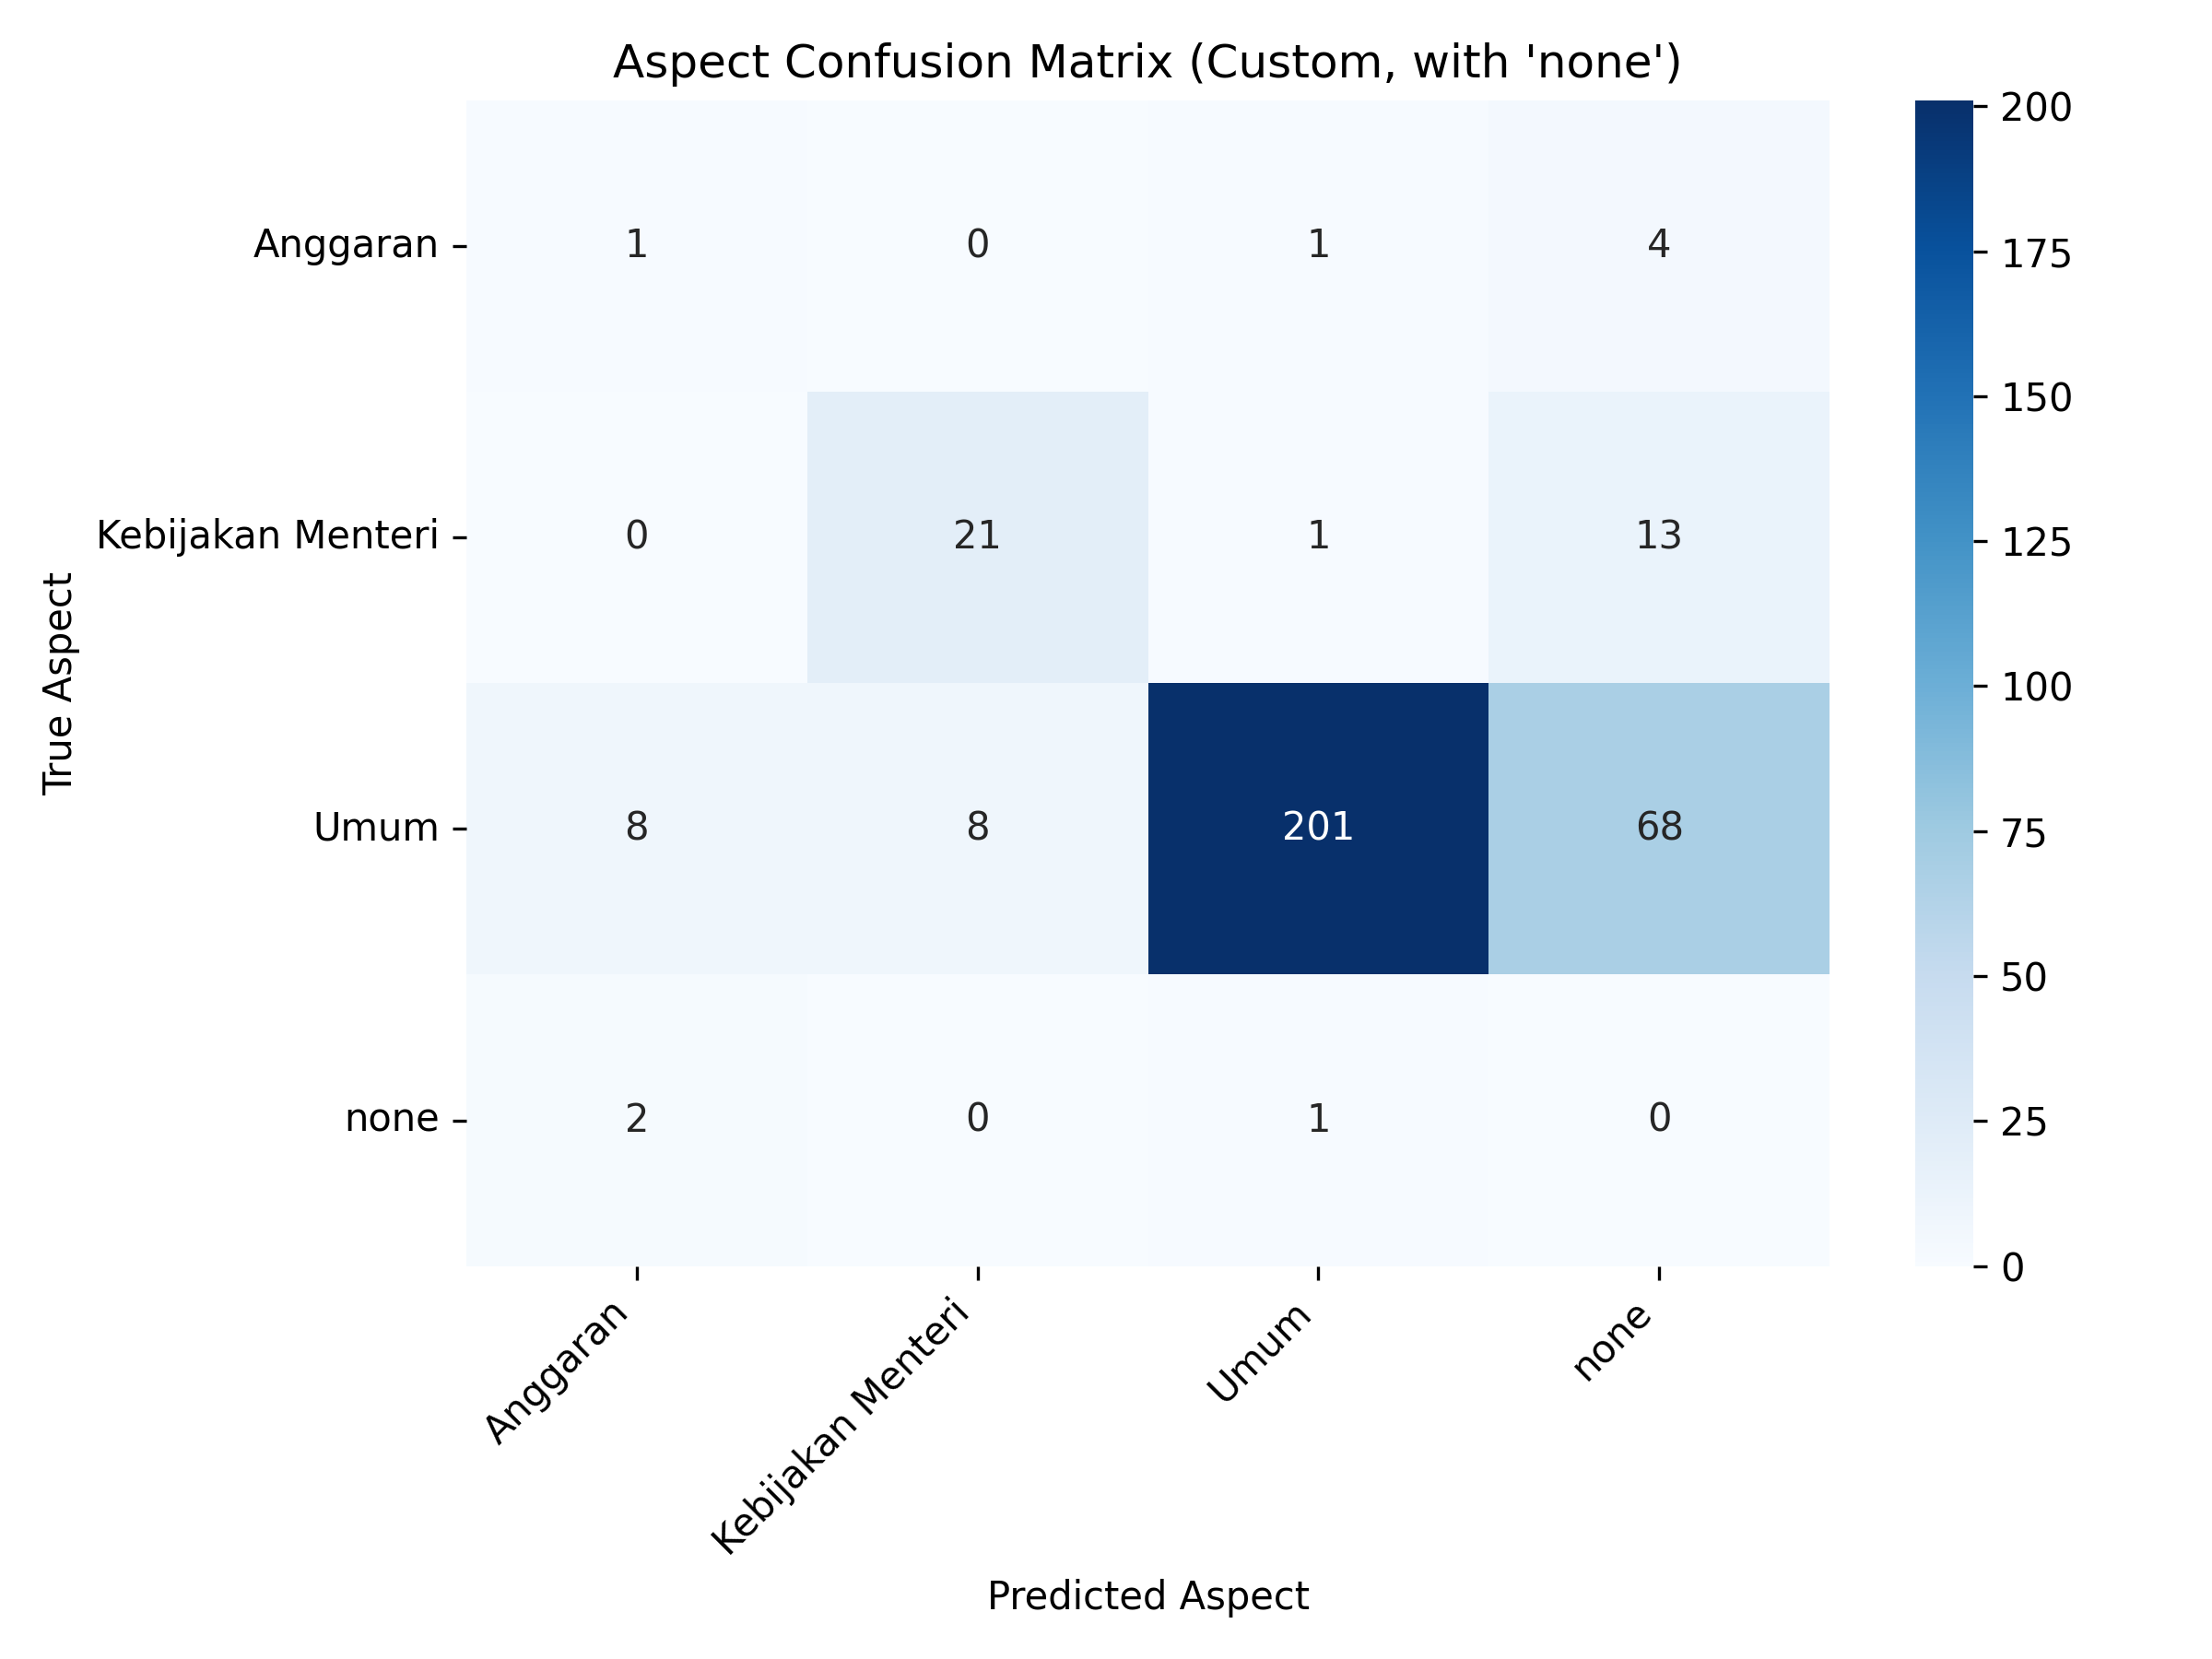 Aspect Confusion Matrix (Custom, with 'none')
True Aspect
Anggaran 1 0 1 4
Kebijakan Menteri 0 21 1 13
Umum 8 8 201 68
none 2 0 1 0
Anggaran Kebijakan Menteri Umum none
Predicted Aspect
200
175
150
125
100
75
50
25
0